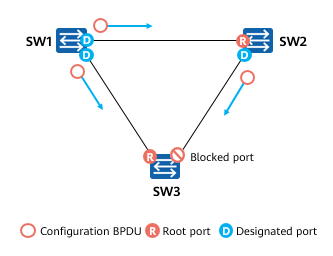 SW1
D
R
SW2
D
D
R
Blocked port
SW3
Configuration BPDU
R
Root port
D
Designated port